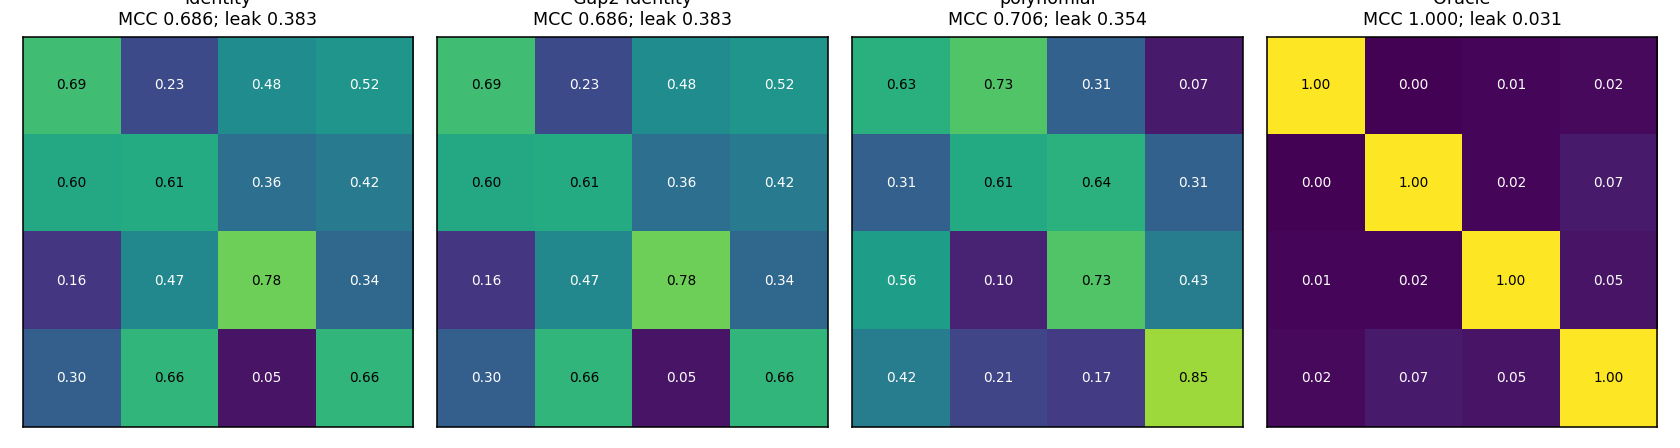 identity
Gap2 identity
polynomial
Oracle
MCC 0.686; leak 0.383
MCC 0.686; leak 0.383
MCC 0.706; leak 0.354
MCC 1.000; leak 0.031
0.69 0.23 0.48 0.52
0.60 0.61 0.36 0.42
0.16 0.47 0.78 0.34
0.30 0.66 0.05 0.66
0.69 0.23 0.48 0.52
0.60 0.61 0.36 0.42
0.16 0.47 0.78 0.34
0.30 0.66 0.05 0.66
0.63 0.73 0.31 0.07
0.31 0.61 0.64 0.31
0.56 0.10 0.73 0.43
0.42 0.21 0.17 0.85
1.00 0.00 0.01 0.02
0.00 1.00 0.02 0.07
0.01 0.02 1.00 0.05
0.02 0.07 0.05 1.00